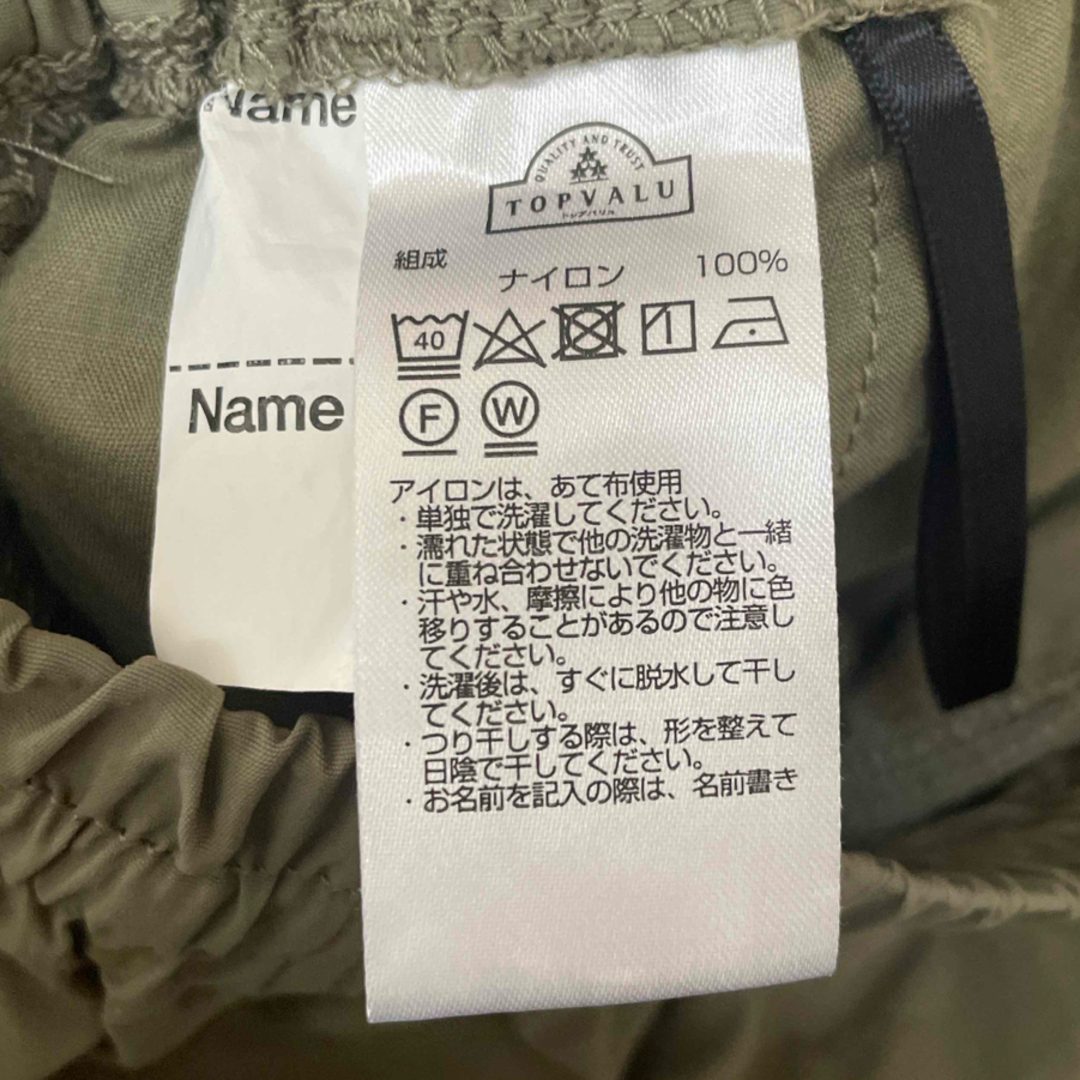 Name
Name
QUALITY AND TRUST
TOPVALU
トップバリュ
組成
ナイロン 100%
40
F W
アイロンは、あて布使用
・単独で洗濯してください。
・濡れた状態で他の洗濯物と一緒
に重ね合わせないでください。
・汗や水、摩擦により他の物に色
移りすることがあるので注意し
てください。
・洗濯後は、すぐに脱水して干し
てください。
・つり干しする際は、形を整えて
日陰で干してください。
・お名前を記入の際は、名前書き